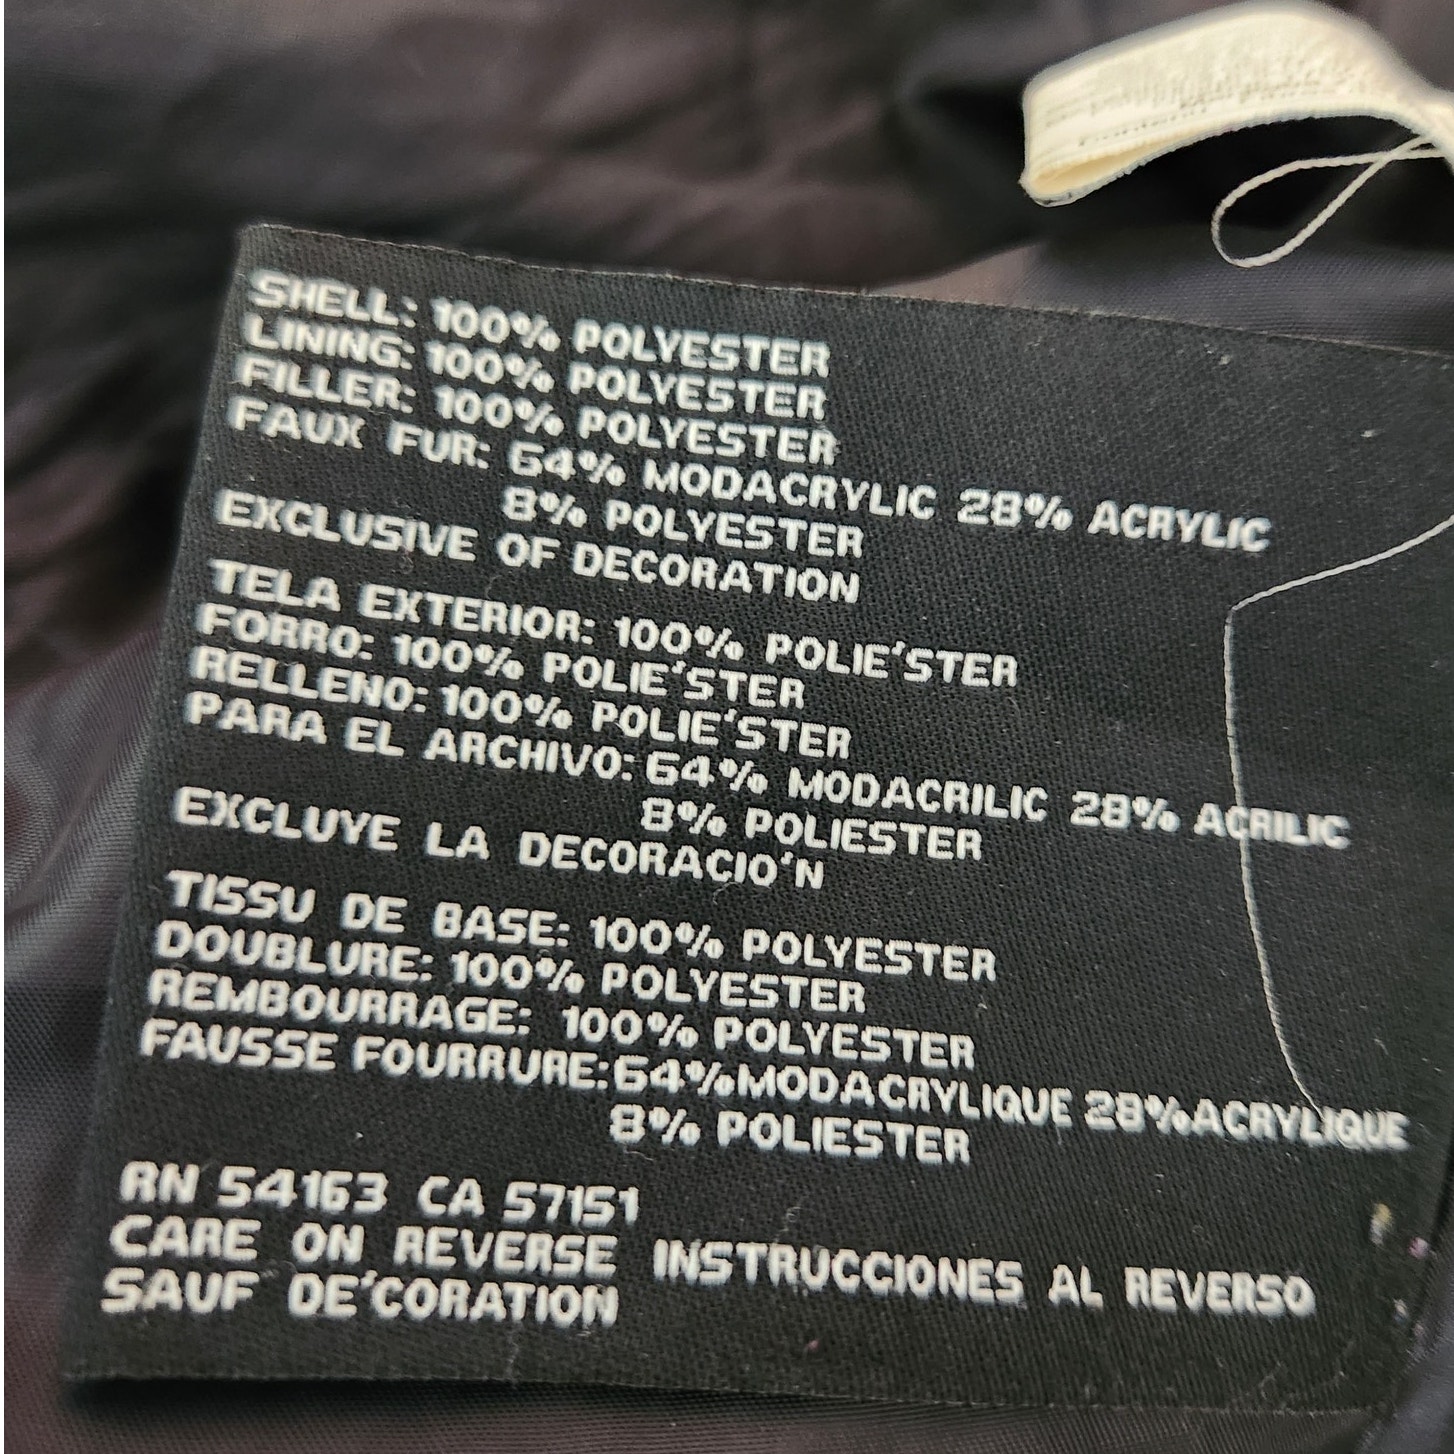 SHELL: 100% POLYESTER
LINING: 100% POLYESTER
FILLER: 100% POLYESTER
FAUX FUR: 64% MODACRYLIC 28% ACRYLIC
8% POLYESTER
EXCLUSIVE OF DECORATION
TELA EXTERIOR: 100% POLIE'STER
FORRO: 100% POLIE'STER
RELLENO: 100% POLIE'STER
PARA EL ARCHIVO: 64% MODACRILIC 28% ACRILIC
8% POLIESTER
EXCLUYE LA DECORACIO'N
TISSU DE BASE: 100% POLYESTER
DOUBLURE: 100% POLYESTER
REMBOURRAGE: 100% POLYESTER
FAUSSE FOURRURE:64%MODACRYLIQUE 28%ACRYLIQUE
8% POLIESTER
RN 54163 CA 57151
CARE ON REVERSE INSTRUCCIONES AL REVERSO
SAUF DE'CORATION